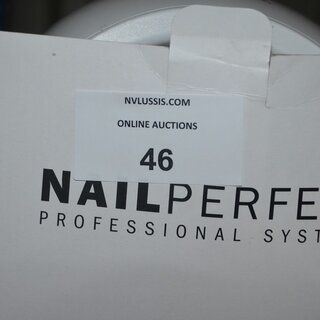 NVLUSSIS.COM
ONLINE AUCTIONS
46
NAILPERFE
PROFESSIONAL SYST